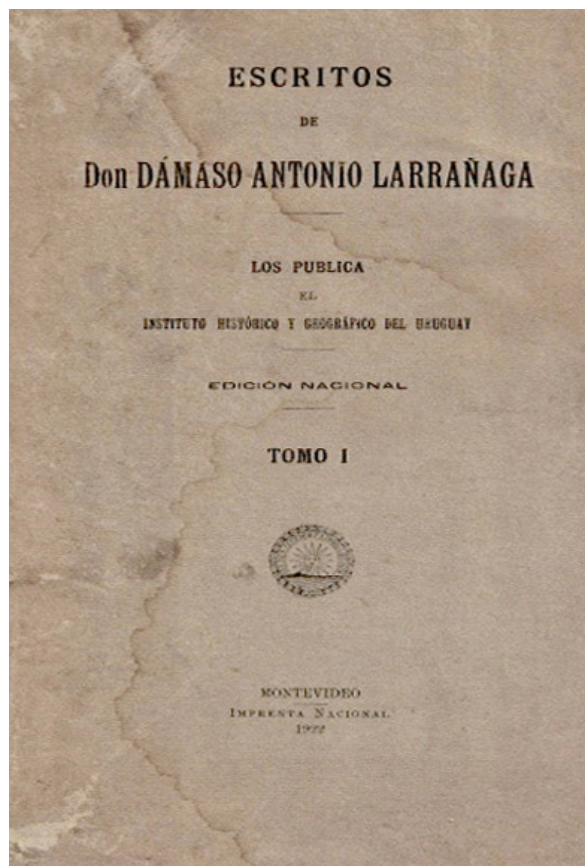 ESCRITOS
DE
Don DÁMASO ANTONIO LARRAÑAGA
LOS PUBLICA
EL
INSTITUTO HISTÓRICO Y GEOGRÁFICO DEL URUGUAY
EDICIÓN NACIONAL
TOMO I
MONTEVIDEO
IMPRENTA NACIONAL
1922